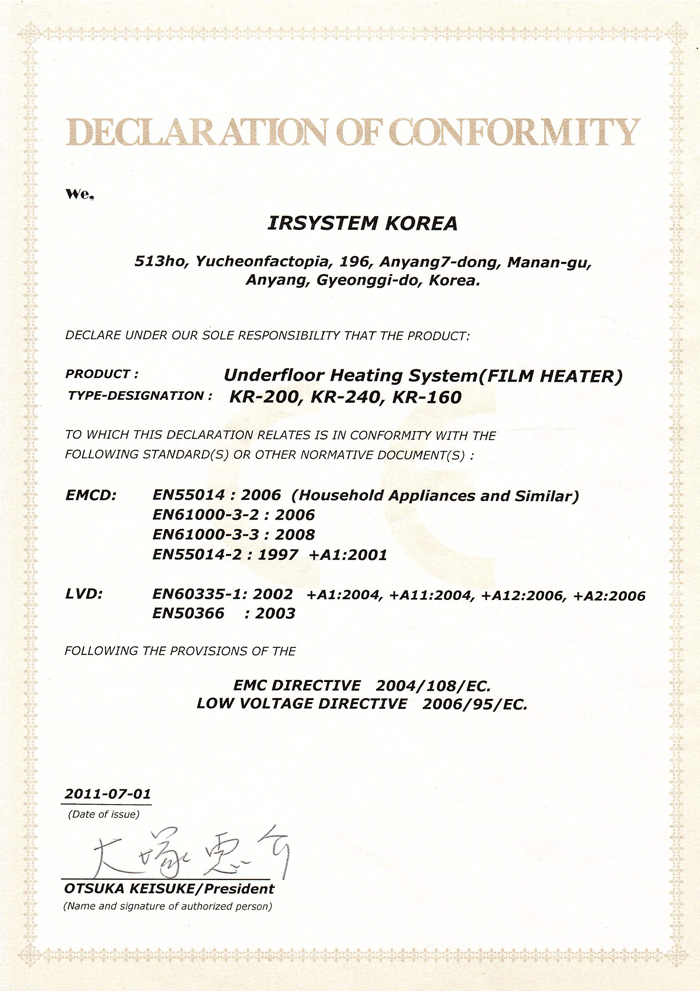 DECLARATION OF CONFORMITY
We,
IRSYSTEM KOREA
513ho, Yucheonfactopia, 196, Anyang7-dong, Manan-gu,
Anyang, Gyeonggi-do, Korea.
DECLARE UNDER OUR SOLE RESPONSIBILITY THAT THE PRODUCT:
PRODUCT : Underfloor Heating System(FILM HEATER)
TYPE-DESIGNATION : KR-200, KR-240, KR-160
TO WHICH THIS DECLARATION RELATES IS IN CONFORMITY WITH THE
FOLLOWING STANDARD(S) OR OTHER NORMATIVE DOCUMENT(S) :
CE
EMCD: EN55014 : 2006 (Household Appliances and Similar)
EN61000-3-2 : 2006
EN61000-3-3 : 2008
EN55014-2 : 1997 +A1:2001
LVD: EN60335-1: 2002 +A1:2004, +A11:2004, +A12:2006, +A2:2006
EN50366 : 2003
FOLLOWING THE PROVISIONS OF THE
EMC DIRECTIVE 2004/108/EC.
LOW VOLTAGE DIRECTIVE 2006/95/EC.
2011-07-01
(Date of issue)
大塚恵介
OTSUKA KEISUKE/President
(Name and signature of authorized person)